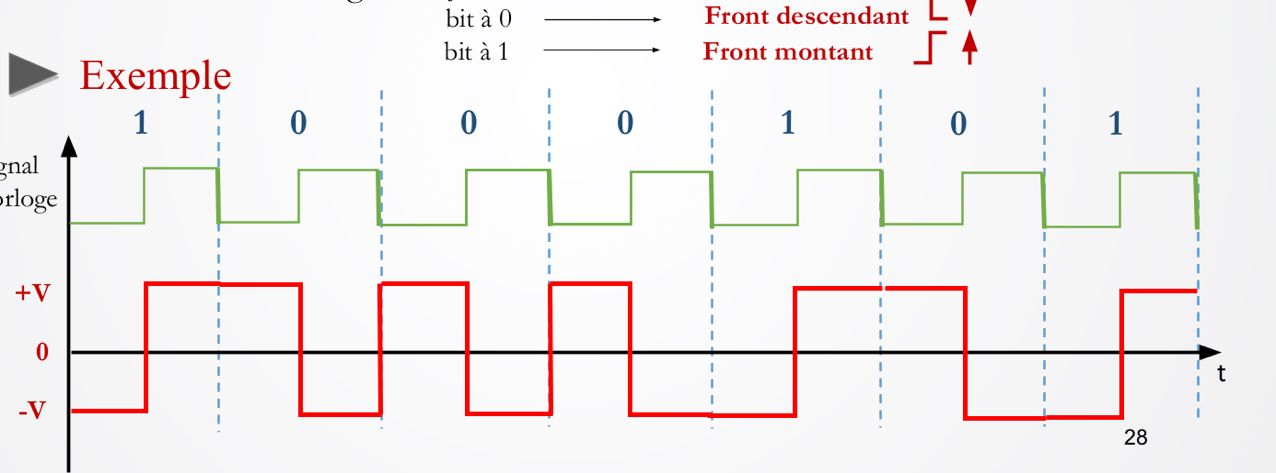 bit à 0 Front descendant
bit à 1 Front montant
Exemple
1 0 0 0 1 0 1
+V
0
-V
t
28